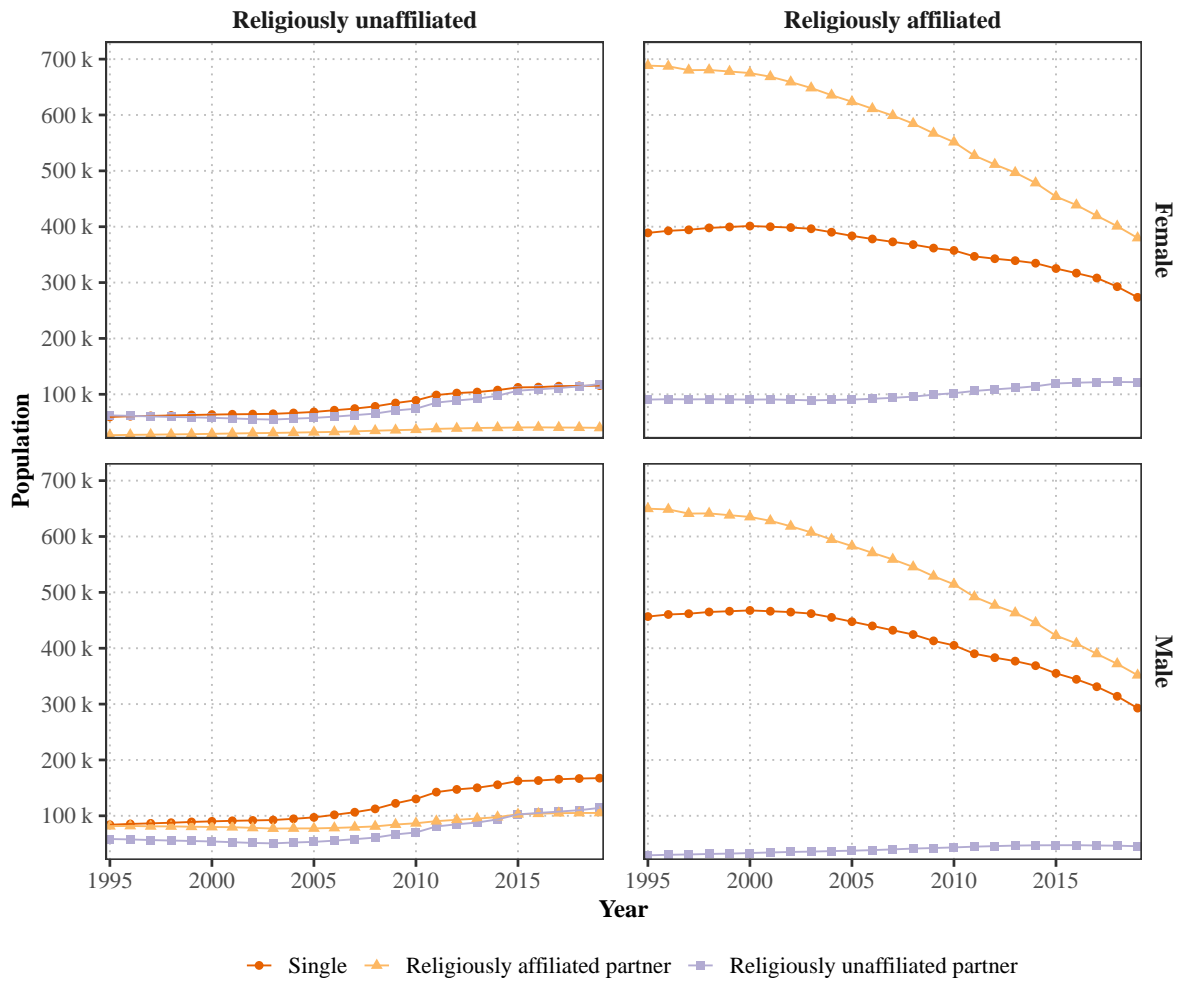 Religiously unaffiliated
Religiously affiliated
700 k
600 k
500 k
400 k
300 k
200 k
100 k
Female
700 k
600 k
500 k
400 k
300 k
200 k
100 k
Male
Population
1995 2000 2005 2010 2015
1995 2000 2005 2010 2015
Year
Single
Religiously affiliated partner
Religiously unaffiliated partner